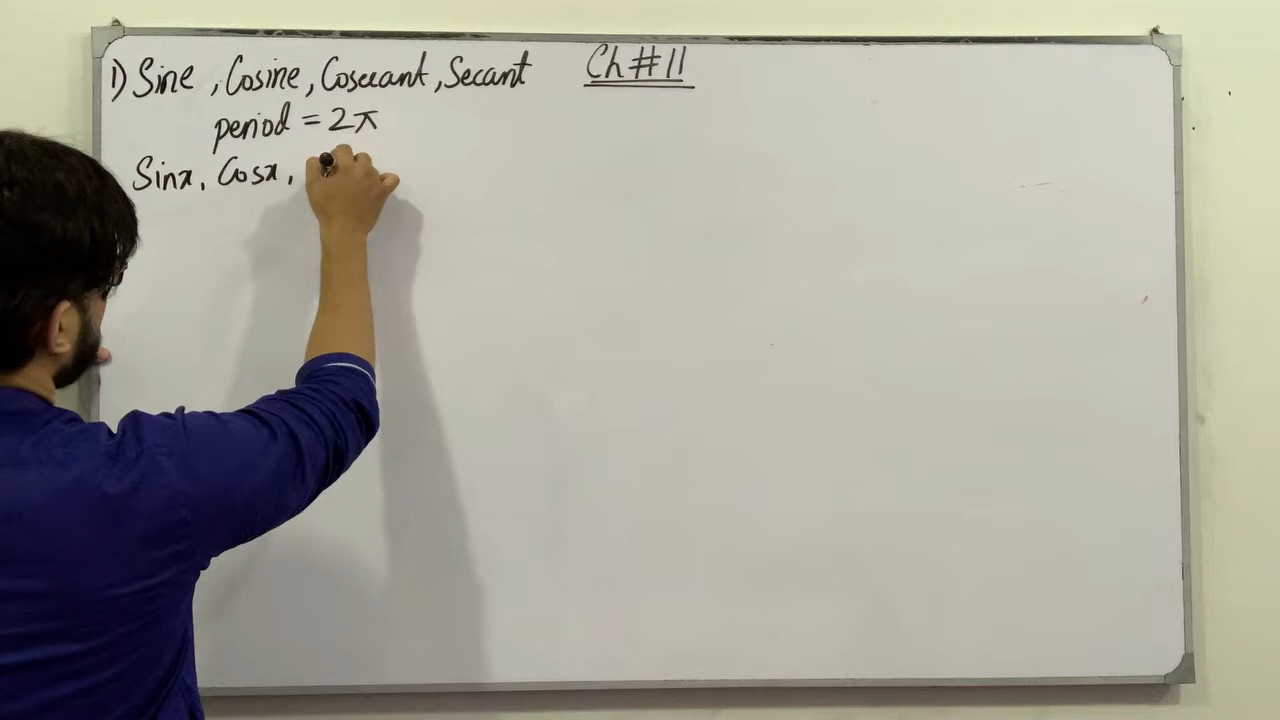 1) Sine, Cosine, Cosecant, Secant Ch # 11
period = 2π
Sinx, Cosx,